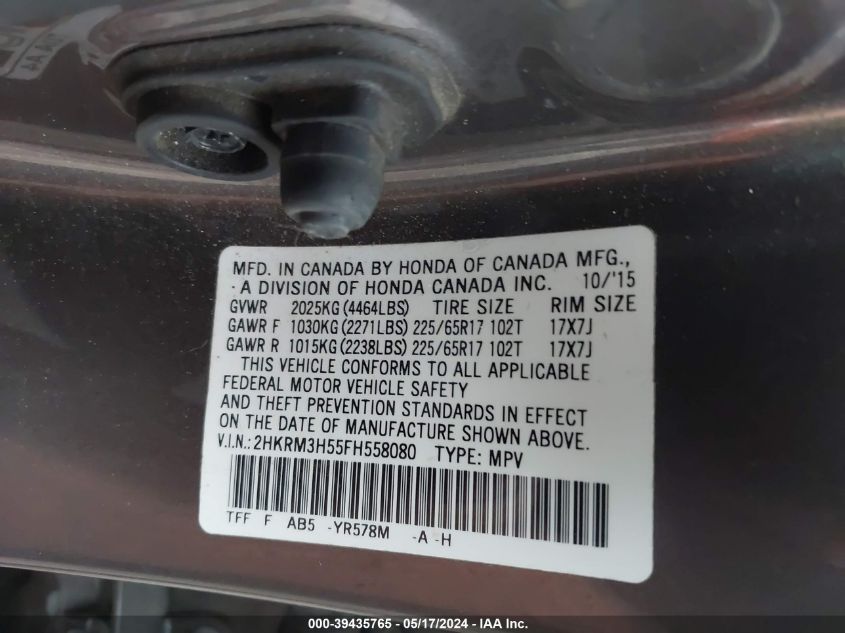 MFD. IN CANADA BY HONDA OF CANADA MFG.,
- A DIVISION OF HONDA CANADA INC. 10/'15
GVWR 2025KG (4464LBS) TIRE SIZE RIM SIZE
GAWR F 1030KG (2271LBS) 225/65R17 102T 17X7J
GAWR R 1015KG (2238LBS) 225/65R17 102T 17X7J
THIS VEHICLE CONFORMS TO ALL APPLICABLE
FEDERAL MOTOR VEHICLE SAFETY
AND THEFT PREVENTION STANDARDS IN EFFECT
ON THE DATE OF MANUFACTURE SHOWN ABOVE.
V.I.N.: 2HKRM3H55FH558080 TYPE: MPV
TFF F AB5 -YR578M -A -H
000-39435765 - 05/17/2024 - IAA Inc.